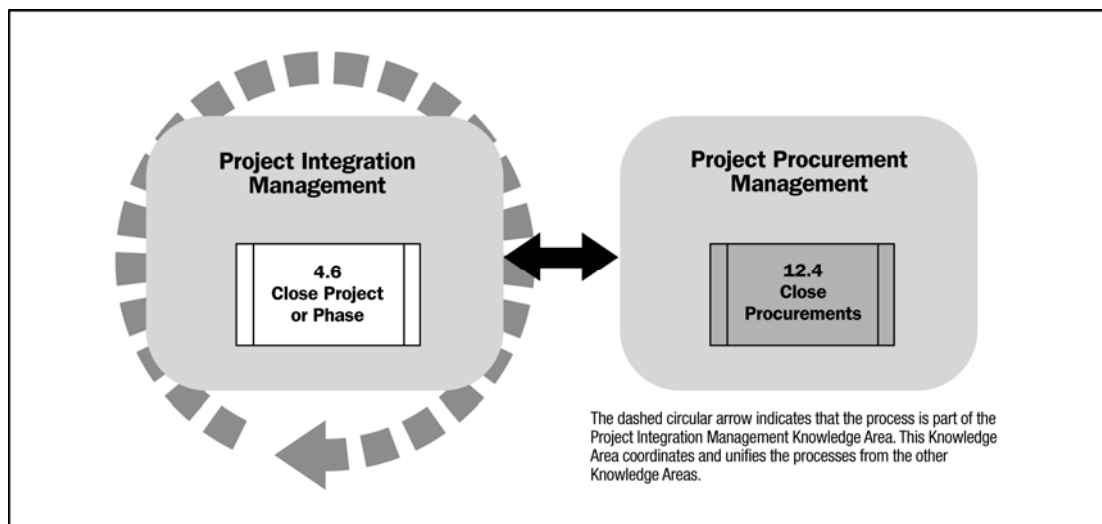 Project Integration
Management
4.6
Close Project
or Phase
Project Procurement
Management
12.4
Close
Procurements
The dashed circular arrow indicates that the process is part of the
Project Integration Management Knowledge Area. This Knowledge
Area coordinates and unifies the processes from the other
Knowledge Areas.